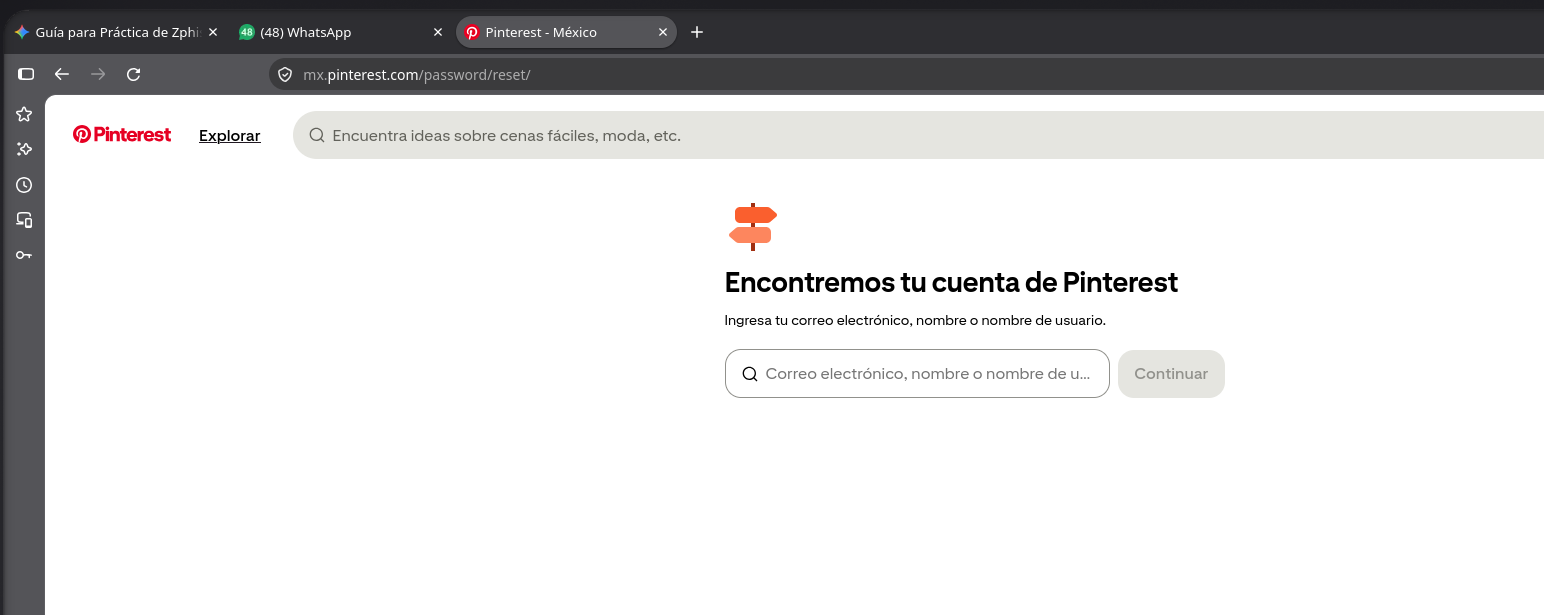 Guía para Práctica de Zphi
48 (48) WhatsApp
Pinterest - México
mx.pinterest.com/password/reset/
Pinterest
Explorar
Encuentra ideas sobre cenas fáciles, moda, etc.
Encontremos tu cuenta de Pinterest
Ingresa tu correo electrónico, nombre o nombre de usuario.
Correo electrónico, nombre o nombre de u...
Continuar